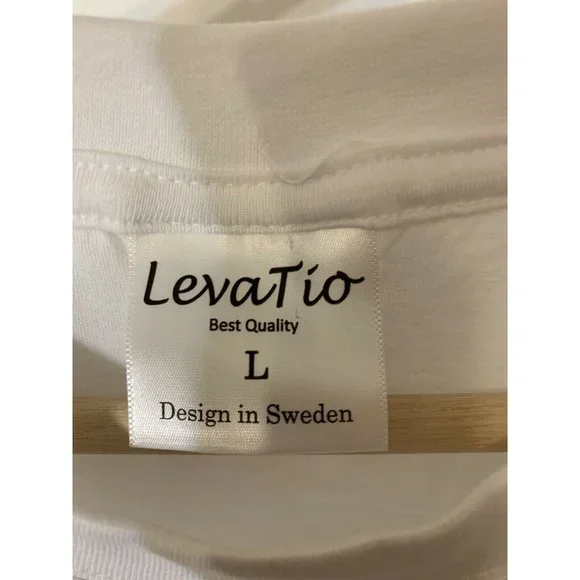 LevaTio
Best Quality
L
Design in Sweden